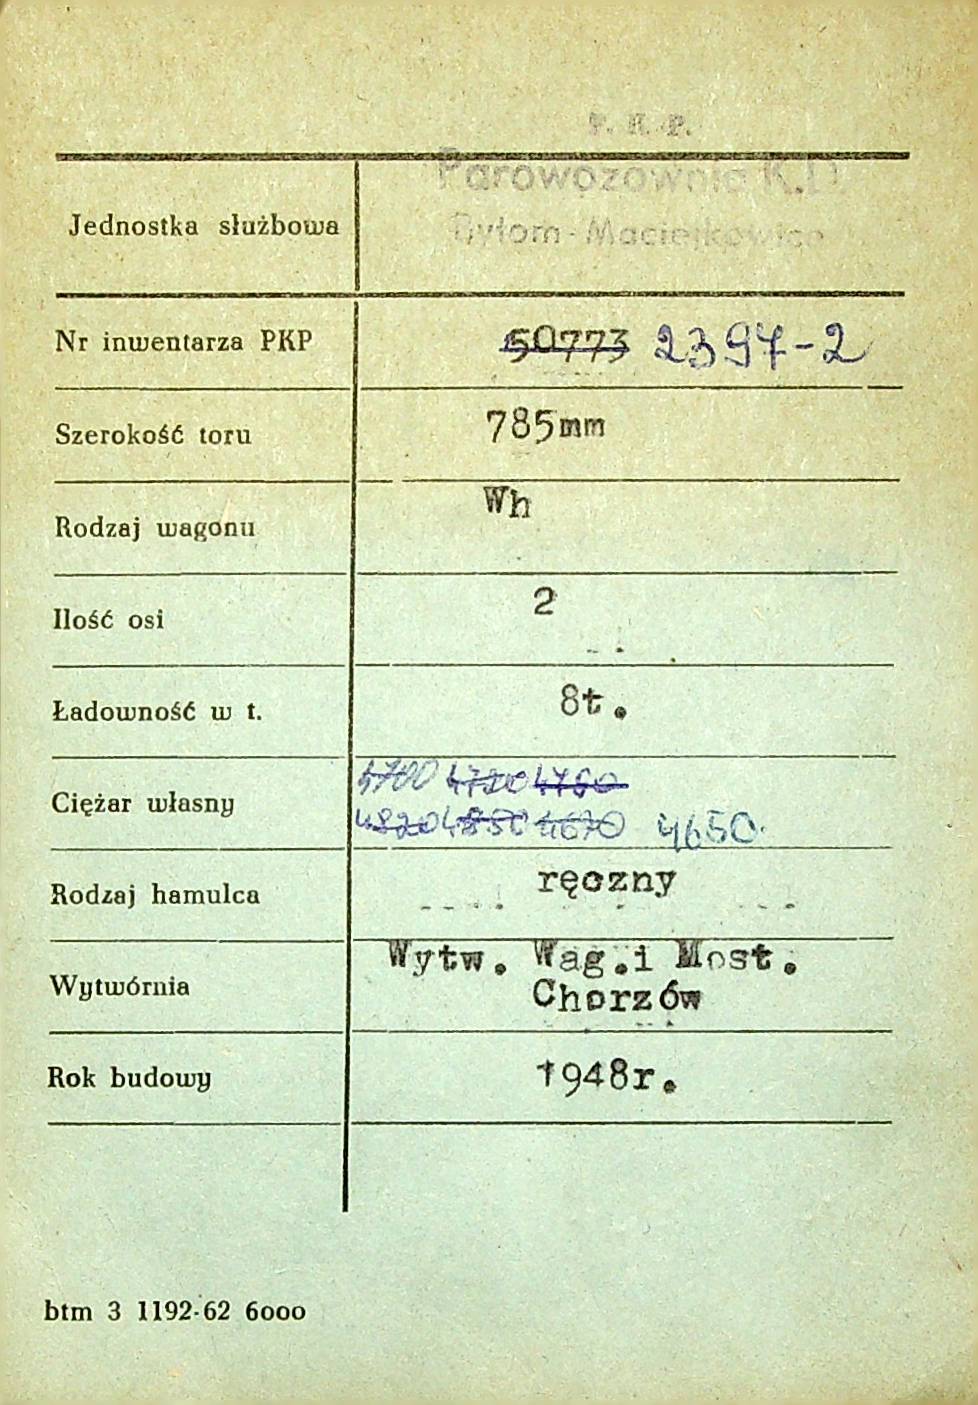 P. K. P.
Parowozownia K.D.
Jednostka służbowa
Bytom-Maciejkowice
Nr inwentarza PKP 50773 2397-2
Szerokość toru 785mm
Rodzaj wagonu Wh
Ilość osi 2
Ładowność w t. 8t.
4700 4720 4760
Ciężar własny
4820 4850 4670 4650
Rodzaj hamulca ręczny
Wytw. Wag.i Most.
Wytwórnia
Chorzów
Rok budowy 1948r.
btm 3 1192-62 6000